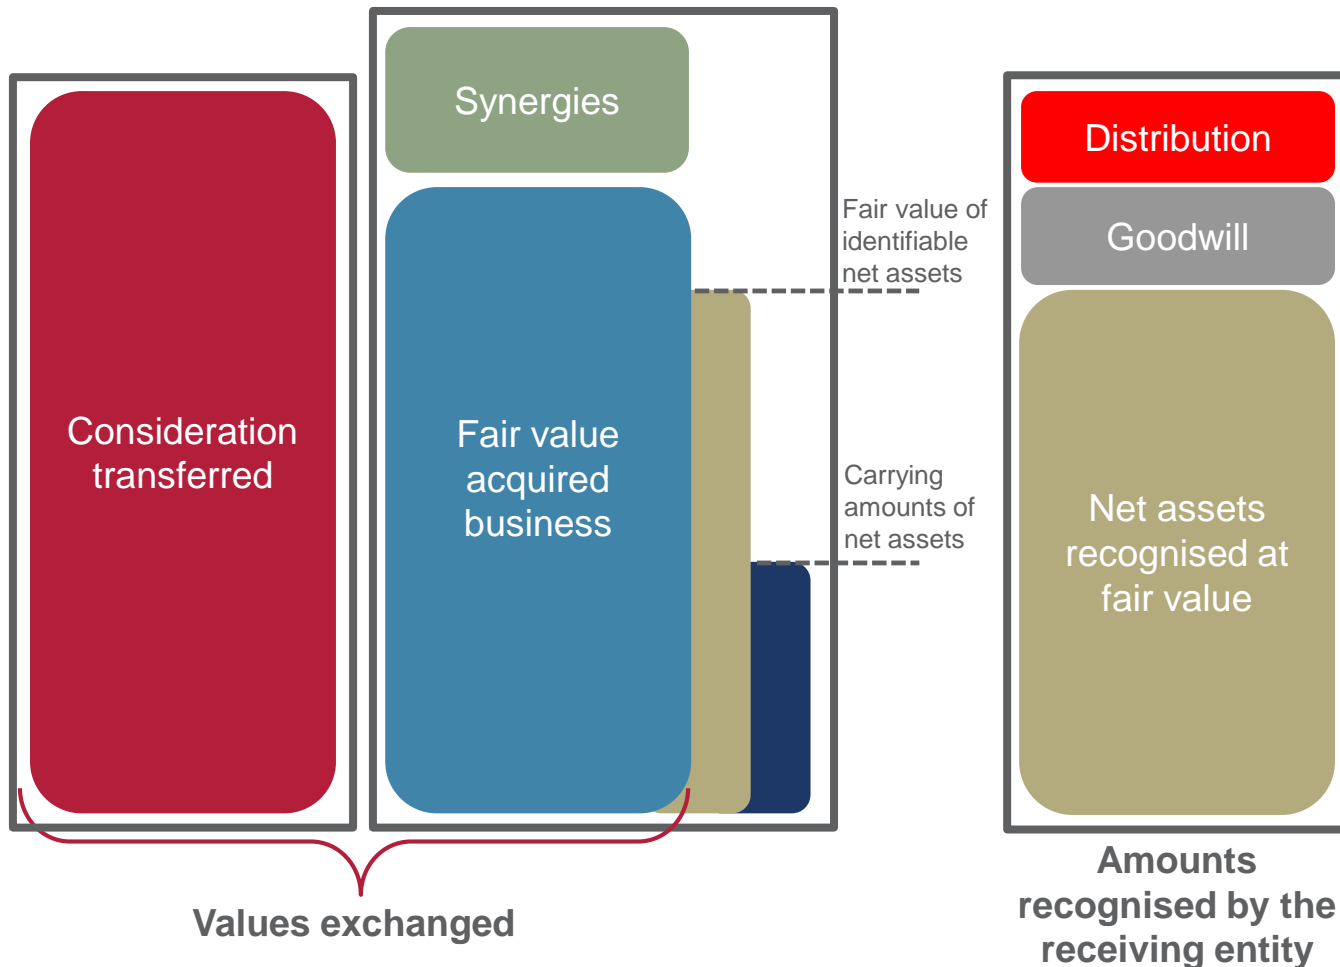 Synergies
Distribution
Fair value of
identifiable
net assets
Goodwill
Consideration
transferred
Fair value
acquired
business
Carrying
amounts of
net assets
Net assets
recognised at
fair value
Values exchanged
Amounts
recognised by the
receiving entity